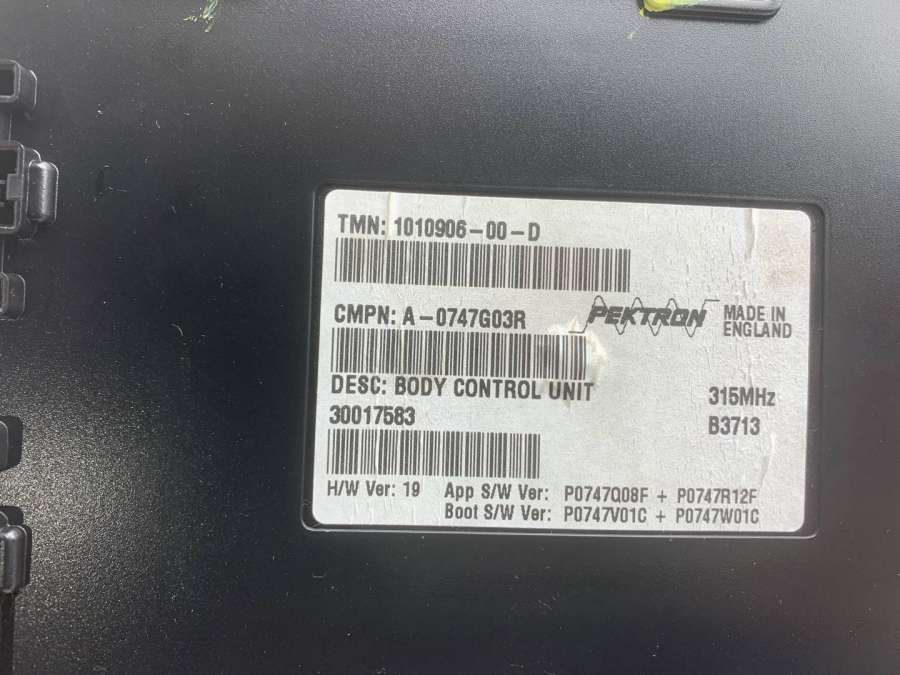 TMN: 1010906-00-D
CMPN: A-0747G03R
PEKTRON
MADE IN
ENGLAND
DESC: BODY CONTROL UNIT
315MHz
30017583
B3713
H/W Ver: 19 App S/W Ver: P0747Q08F + P0747R12F
Boot S/W Ver: P0747V01C + P0747W01C